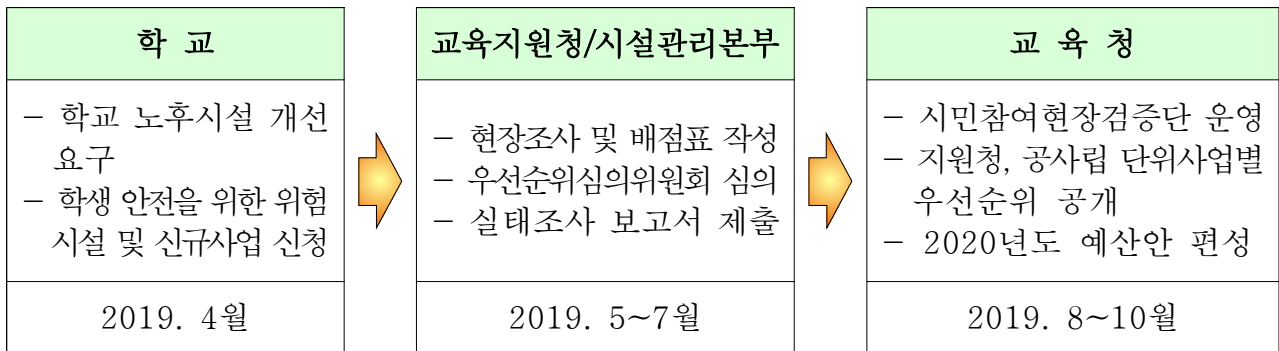 학 교
- 학교 노후시설 개선
요구
- 학생 안전을 위한 위험
시설 및 신규사업 신청
2019. 4월
교육지원청/시설관리본부
- 현장조사 및 배점표 작성
- 우선순위심의위원회 심의
- 실태조사 보고서 제출
2019. 5~7월
교 육 청
- 시민참여현장검증단 운영
- 지원청, 공사립 단위사업별
우선순위 공개
- 2020년도 예산안 편성
2019. 8~10월